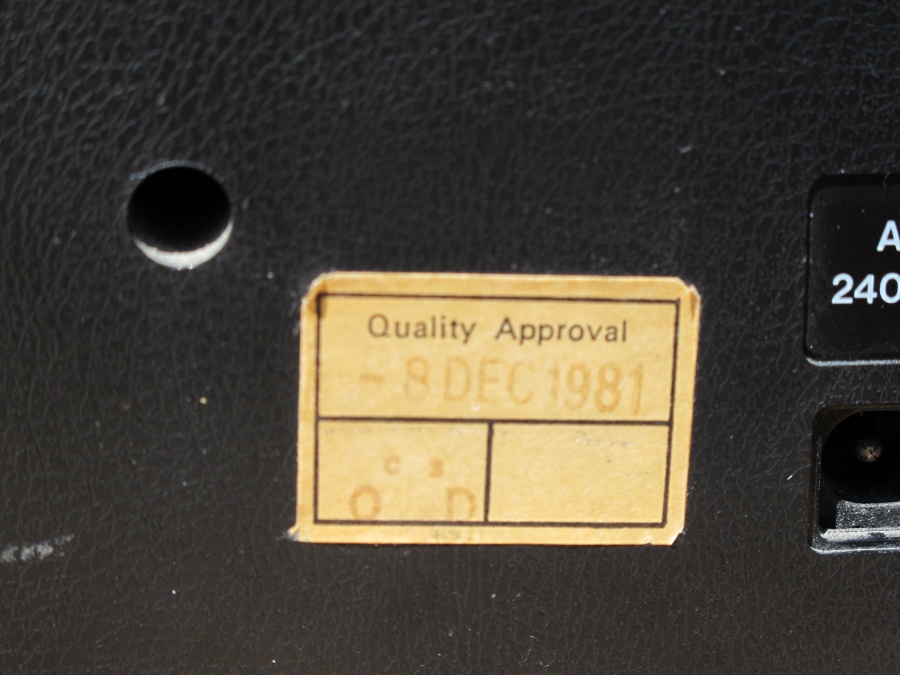 Quality Approval
- 8 DEC 1981
C S
O D
A
240